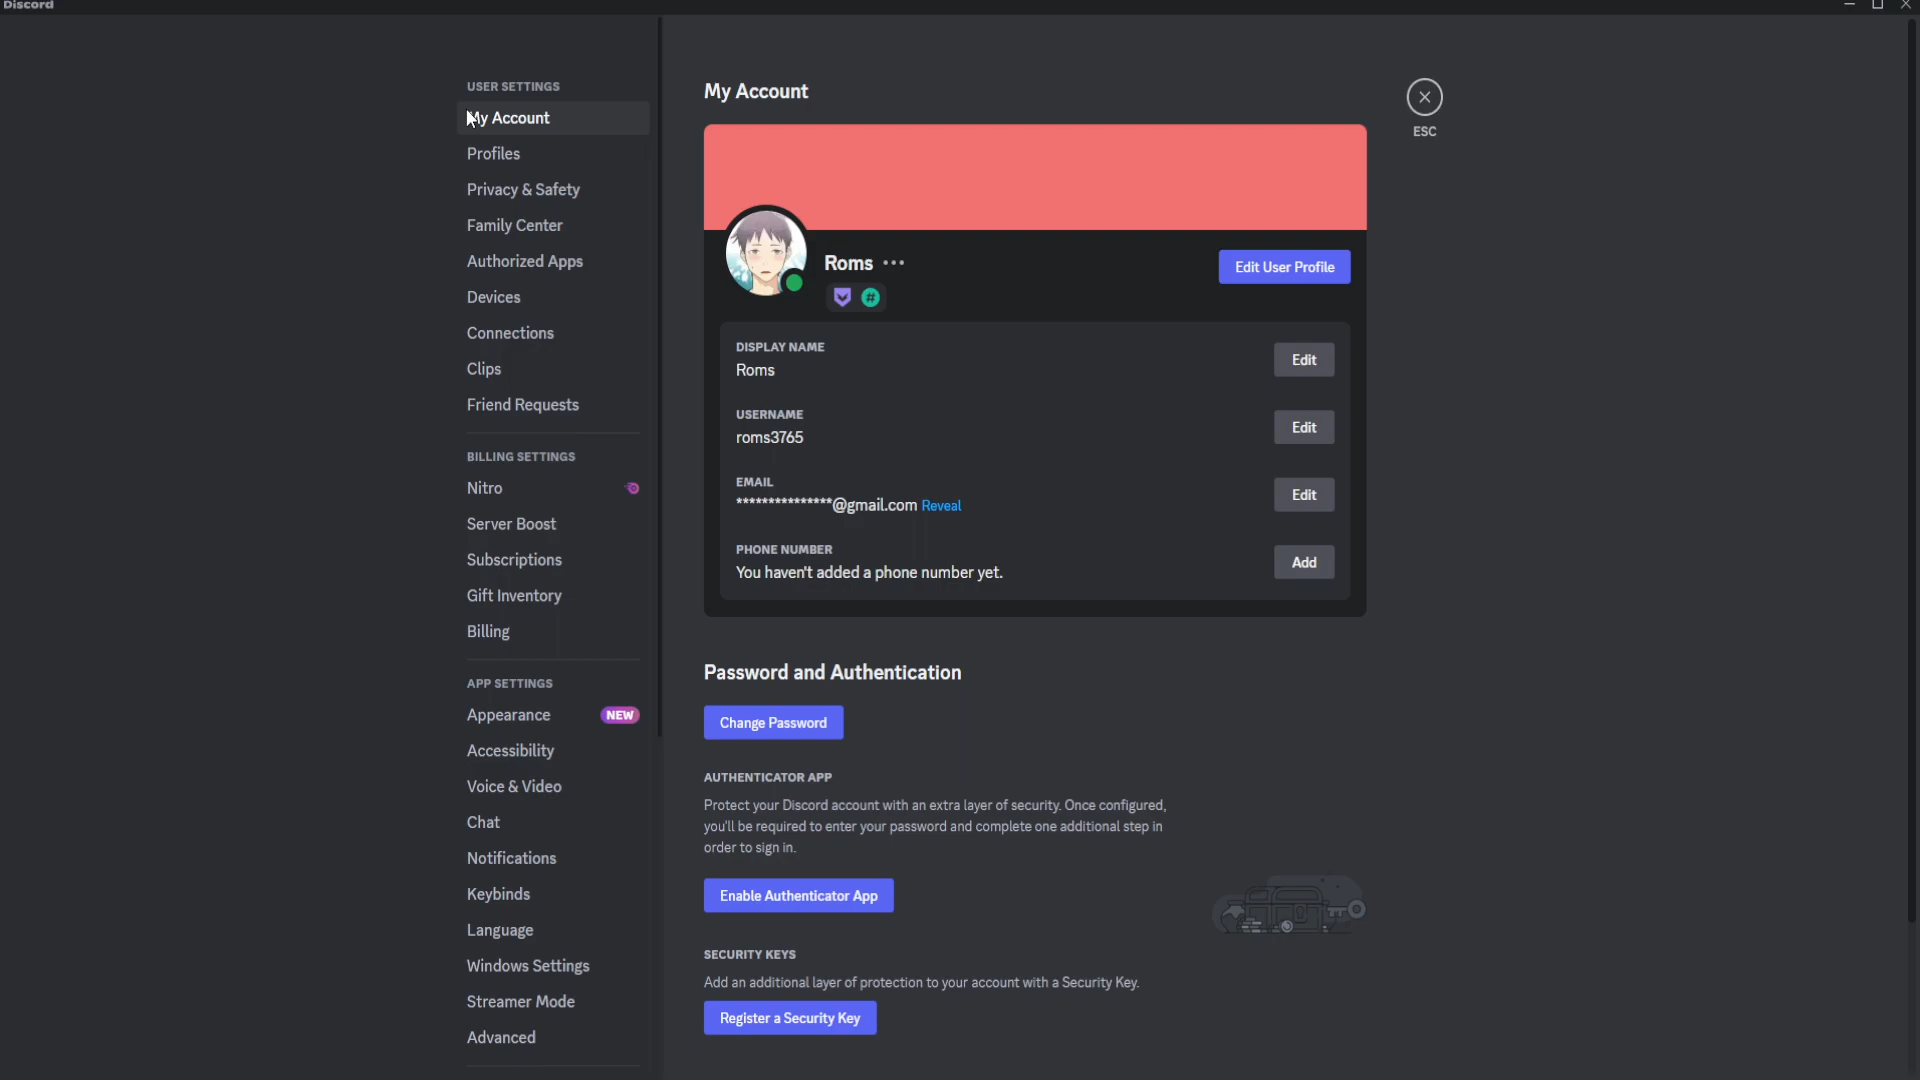 Discord
USER SETTINGS
My Account
Profiles
Privacy & Safety
Family Center
Authorized Apps
Devices
Connections
Clips
Friend Requests
BILLING SETTINGS
Nitro
Server Boost
Subscriptions
Gift Inventory
Billing
APP SETTINGS
Appearance NEW
Accessibility
Voice & Video
Chat
Notifications
Keybinds
Language
Windows Settings
Streamer Mode
Advanced
My Account
ESC
Roms
Edit User Profile
DISPLAY NAME
Roms
Edit
USERNAME
roms3765
Edit
EMAIL
***************@gmail.com Reveal
Edit
PHONE NUMBER
You haven't added a phone number yet.
Add
Password and Authentication
Change Password
AUTHENTICATOR APP
Protect your Discord account with an extra layer of security. Once configured,
you'll be required to enter your password and complete one additional step in
order to sign in.
Enable Authenticator App
SECURITY KEYS
Add an additional layer of protection to your account with a Security Key.
Register a Security Key